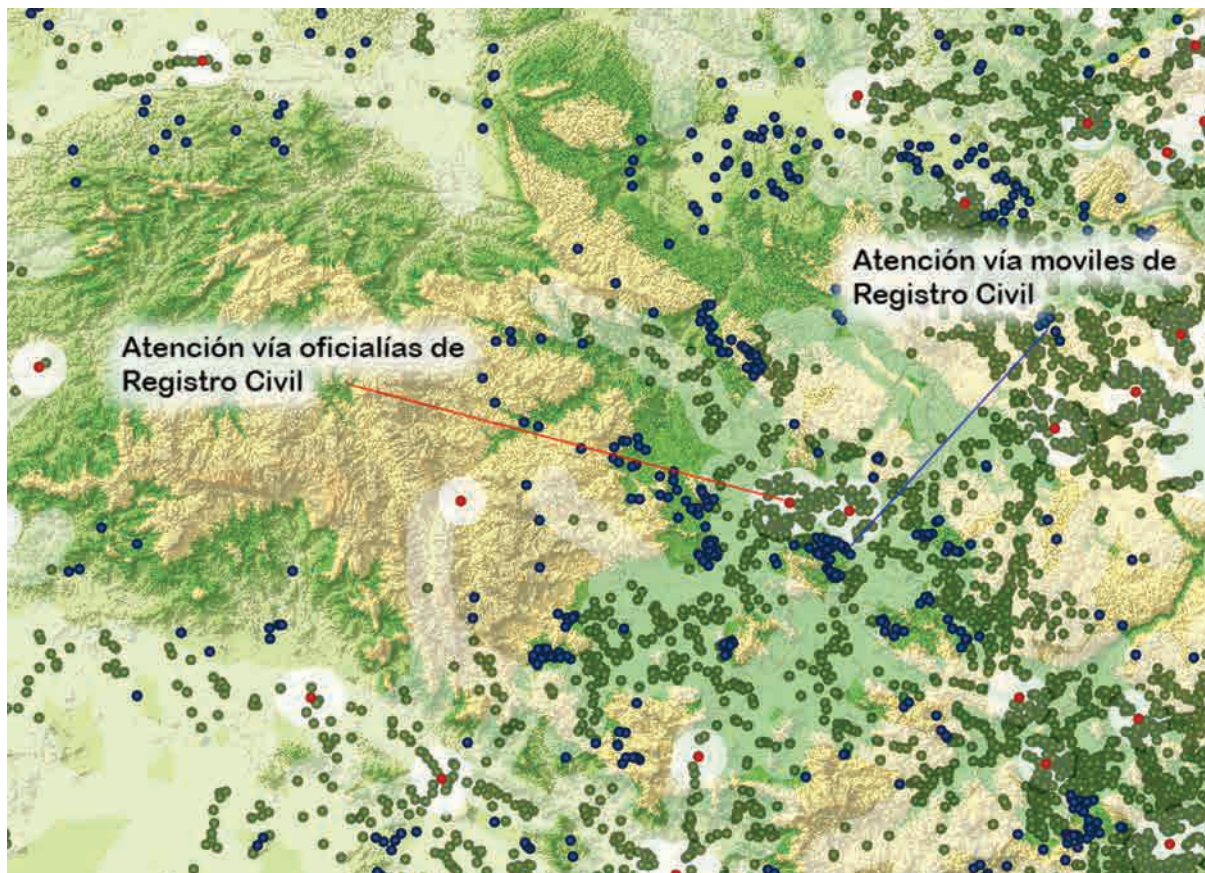 Atención vía moviles de
Registro Civil
Atención vía oficialías de
Registro Civil